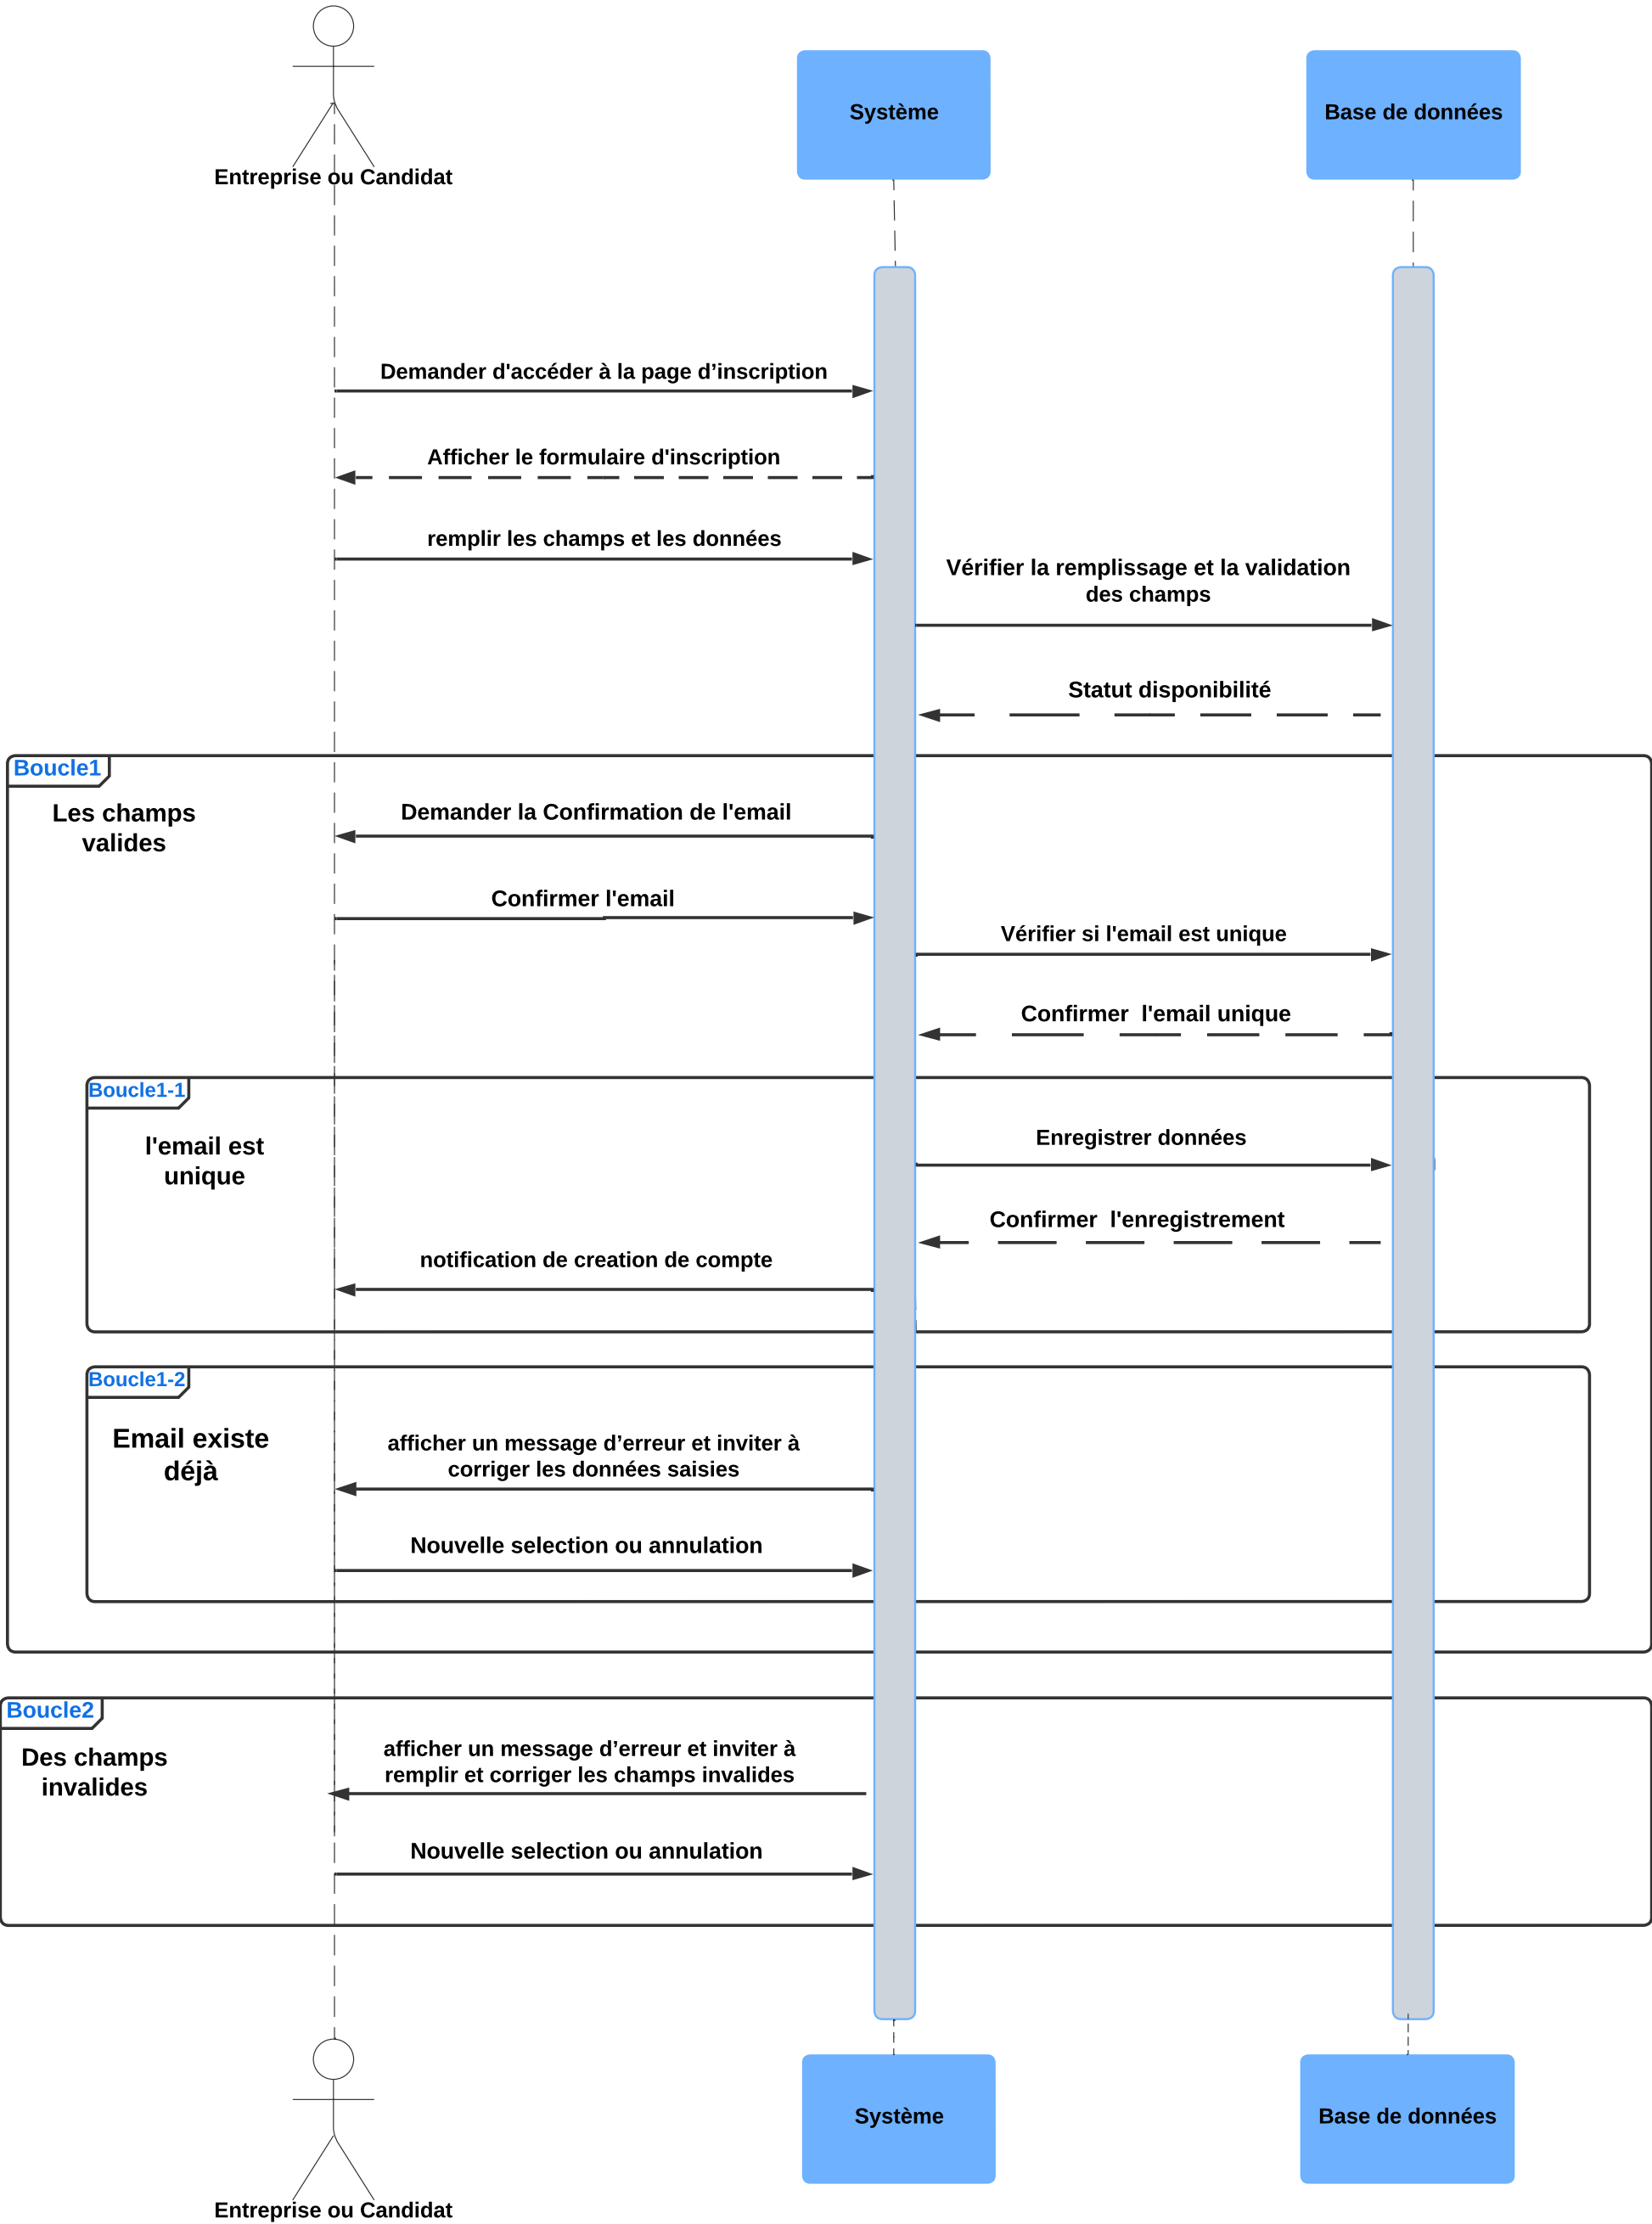 Système
Base de données
Entreprise ou Candidat
Demander d'accéder à la page d’inscription
Afficher le formulaire d'inscription
remplir les champs et les données
Vérifier la remplissage et la validation
des champs
Statut disponibilité
Boucle1
Les champs
valides
Demander la Confirmation de l'email
Confirmer l'email
Vérifier si l'email est unique
Confirmer  l'email unique
Boucle1-1
l'email est
unique
Enregistrer données
Confirmer  l'enregistrement
notification de creation de compte
Boucle1-2
Email existe
déjà
afficher un message d’erreur et inviter à
corriger les données saisies
Nouvelle selection ou annulation
Boucle2
Des champs
invalides
afficher un message d’erreur et inviter à
remplir et corriger les champs invalides
Nouvelle selection ou annulation
Système
Base de données
Entreprise ou Candidat